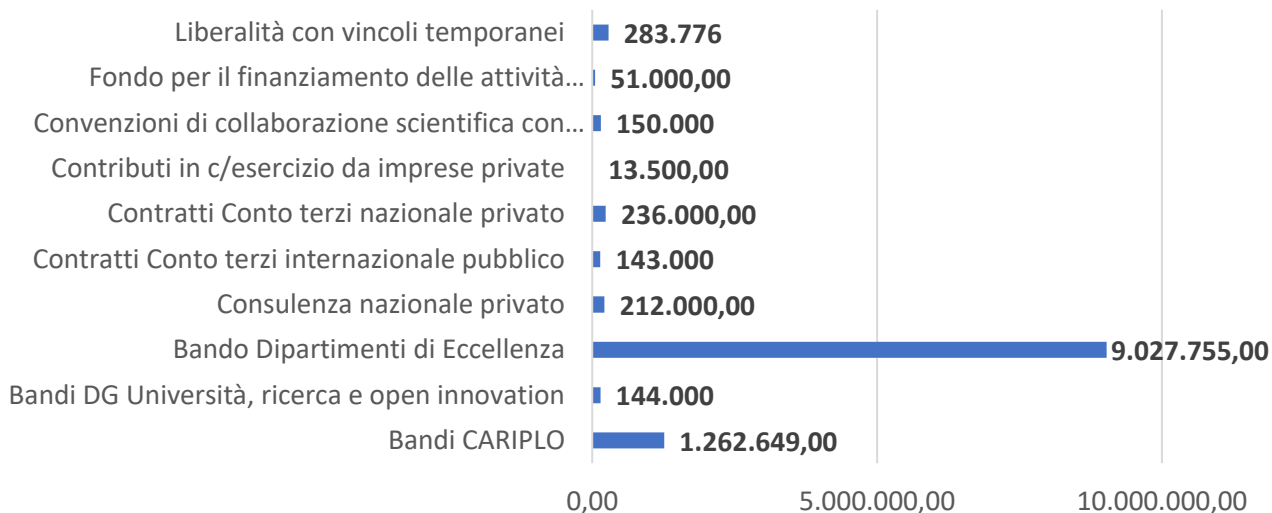 Liberalità con vincoli temporanei 283.776
Fondo per il finanziamento delle attività... 51.000,00
Convenzioni di collaborazione scientifica con... 150.000
Contributi in c/esercizio da imprese private 13.500,00
Contratti Conto terzi nazionale privato 236.000,00
Contratti Conto terzi internazionale pubblico 143.000
Consulenza nazionale privato 212.000,00
Bando Dipartimenti di Eccellenza 9.027.755,00
Bandi DG Università, ricerca e open innovation 144.000
Bandi CARIPLO 1.262.649,00
0,00 5.000.000,00 10.000.000,00